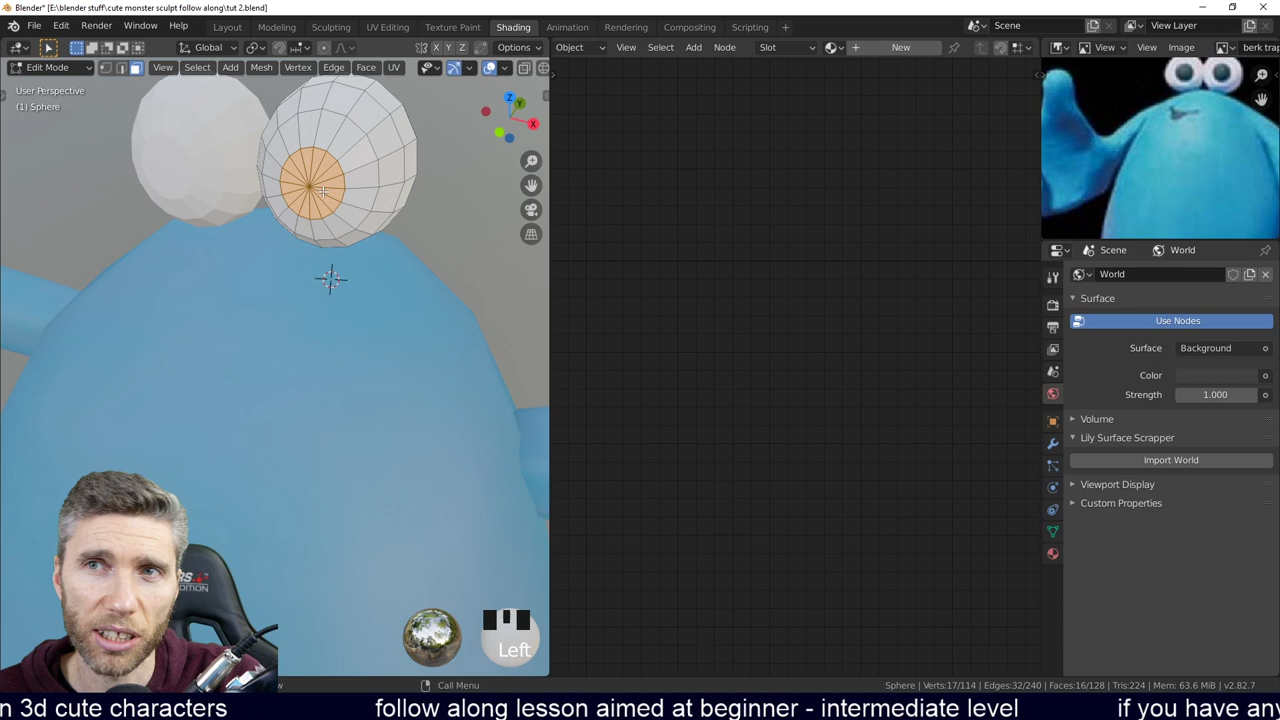 Blender* [E:\blender stuff\cute monster sculpt follow along\tut 2.blend]
File Edit Render Window Help Layout Modeling Sculpting UV Editing Texture Paint Shading Animation Rendering Compositing Scripting + Scene View Layer
Global X Y Z Options Object View Select Add Node Slot + New View Image berk trap
Edit Mode View Select Add Mesh Vertex Edge Face UV
User Perspective
(1) Sphere
Z
Y
X
Scene World
World
Surface
Use Nodes
Surface Background
Color
Strength 1.000
Volume
Lily Surface Scrapper
Import World
Viewport Display
Custom Properties
EDITION
Left
Call Menu Sphere | Verts:17/114 | Edges:32/240 | Faces:16/128 | Tris:224 | Mem: 63.6 MiB | v2.82.7
n 3d cute characters follow along lesson aimed at beginner - intermediate level if you have any